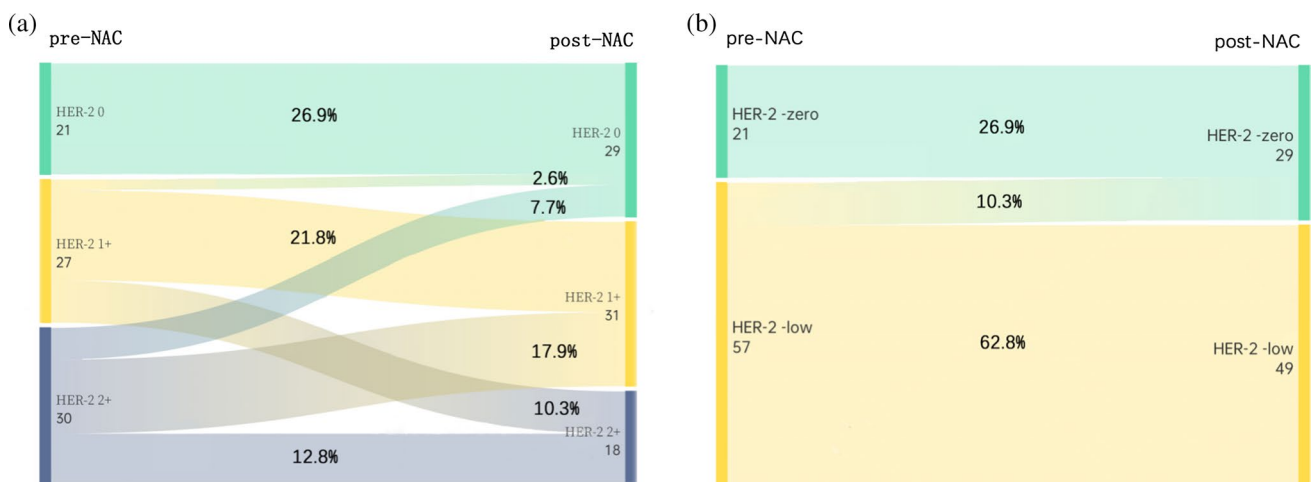 (a)
pre-NAC
post-NAC
HER-2 0
21
26.9%
HER-2 0
29
2.6%
7.7%
HER-2 1+
27
21.8%
HER-2 1+
31
17.9%
HER-2 2+
30
10.3%
HER-2 2+
18
12.8%
(b)
pre-NAC
post-NAC
HER-2 -zero
21
26.9%
HER-2 -zero
29
10.3%
HER-2 -low
57
62.8%
HER-2 -low
49